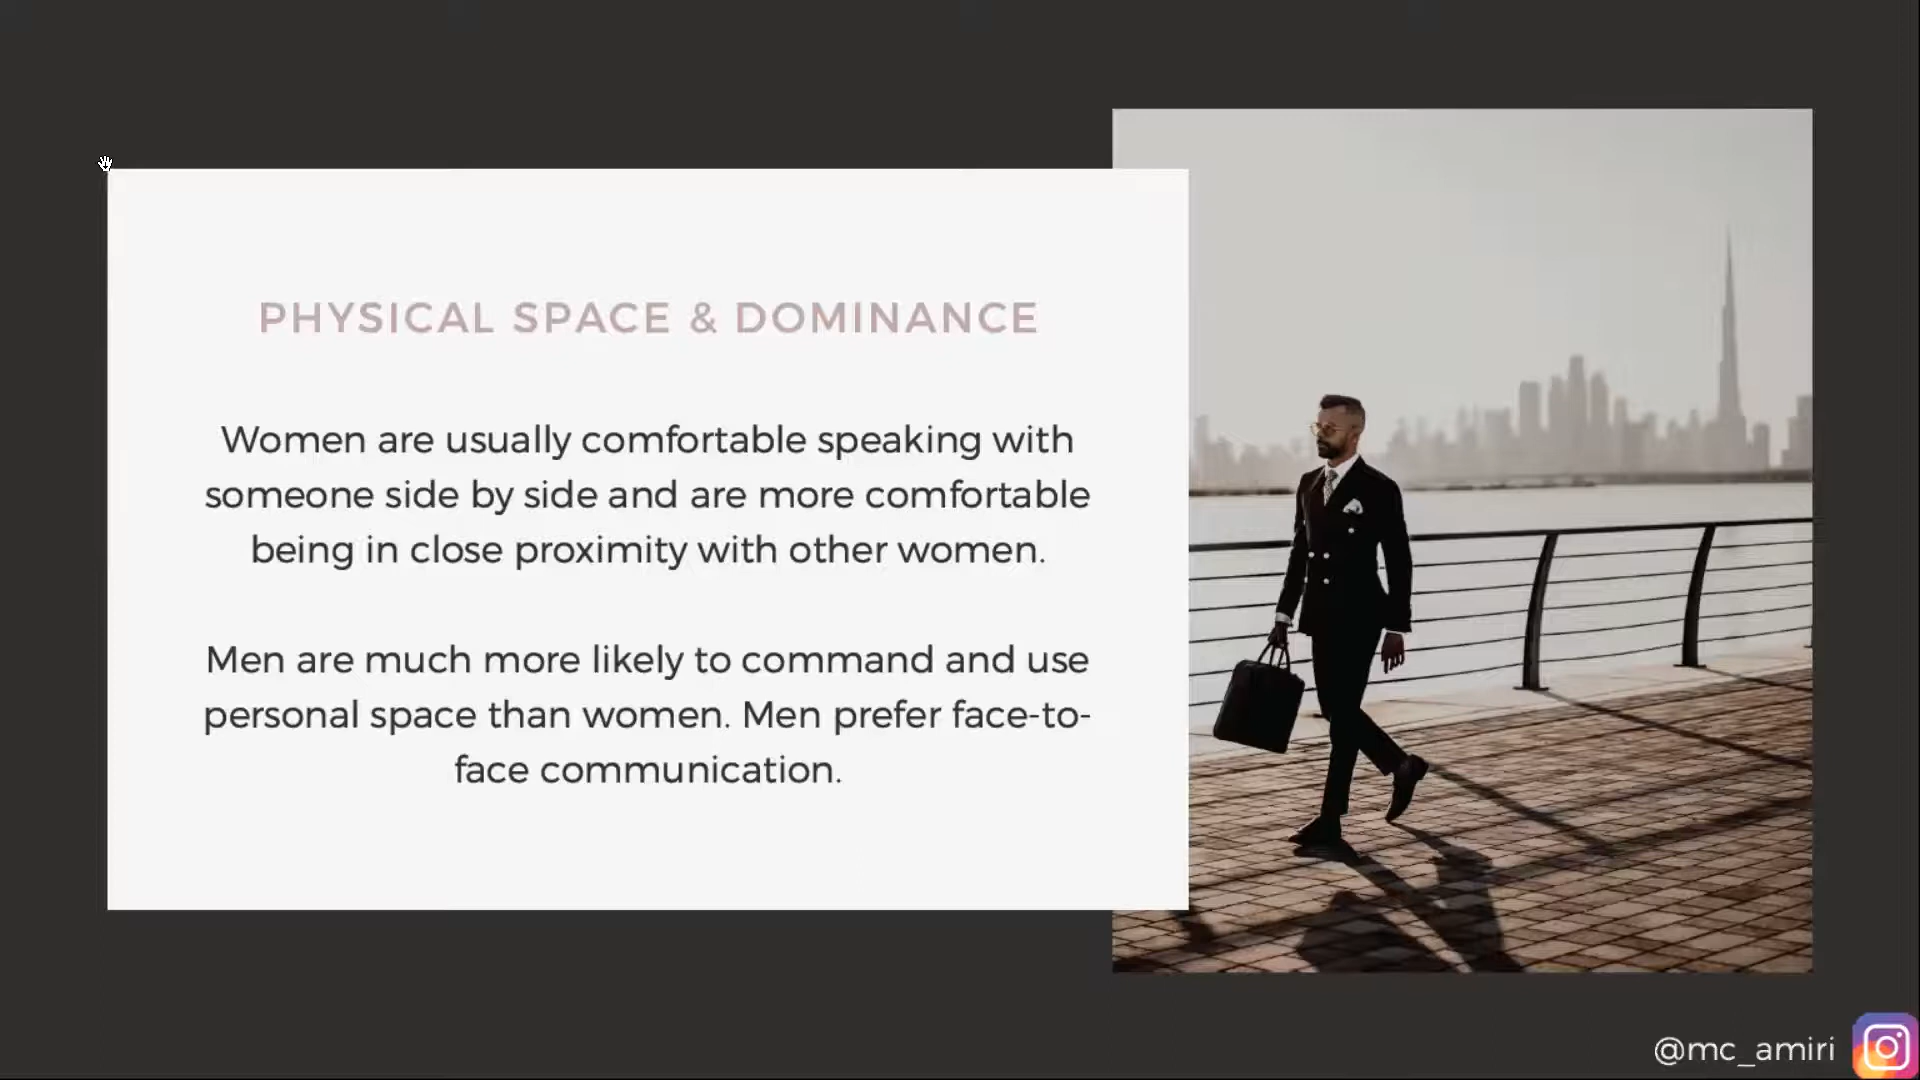 PHYSICAL SPACE & DOMINANCE
Women are usually comfortable speaking with
someone side by side and are more comfortable
being in close proximity with other women.
Men are much more likely to command and use
personal space than women. Men prefer face-to-
face communication.
@mc_amiri